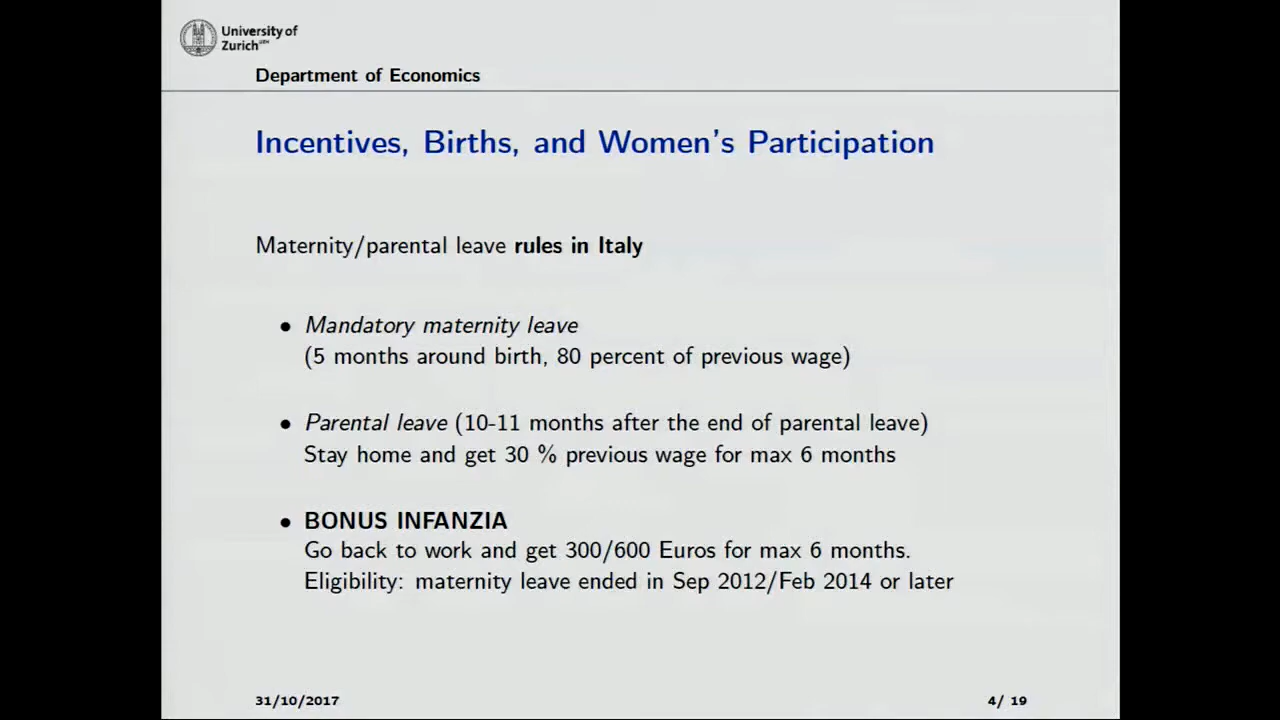 University of
Zurich
Department of Economics
Incentives, Births, and Women's Participation
Maternity/parental leave rules in Italy
• Mandatory maternity leave
(5 months around birth, 80 percent of previous wage)
• Parental leave (10-11 months after the end of parental leave)
Stay home and get 30 % previous wage for max 6 months
• BONUS INFANZIA
Go back to work and get 300/600 Euros for max 6 months.
Eligibility: maternity leave ended in Sep 2012/Feb 2014 or later
31/10/2017
4/ 19